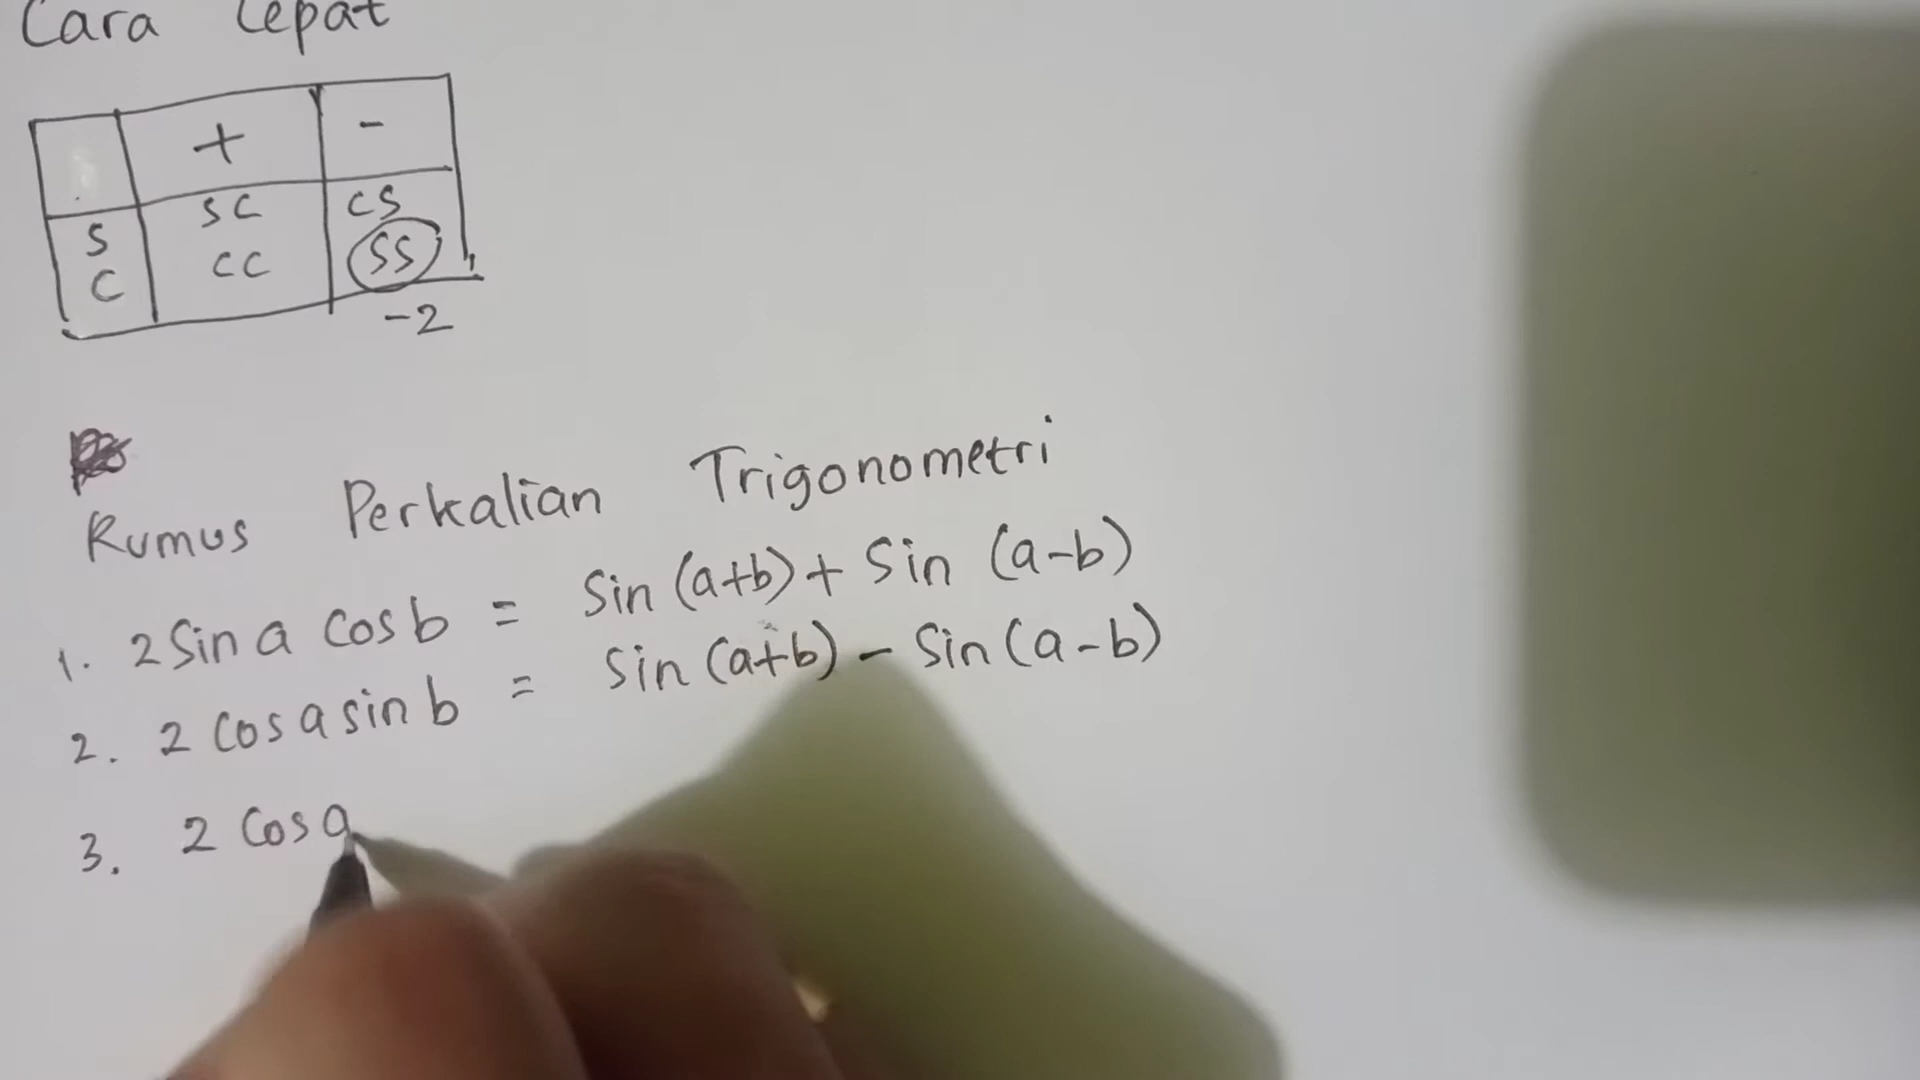 Cara Cepat
+ -
S SC CS
C CC SS
-2
Rumus Perkalian Trigonometri
1. 2 Sin a Cos b = Sin (a+b) + Sin (a-b)
2. 2 Cos a sin b = Sin (a+b) - Sin (a-b)
3. 2 Cos a